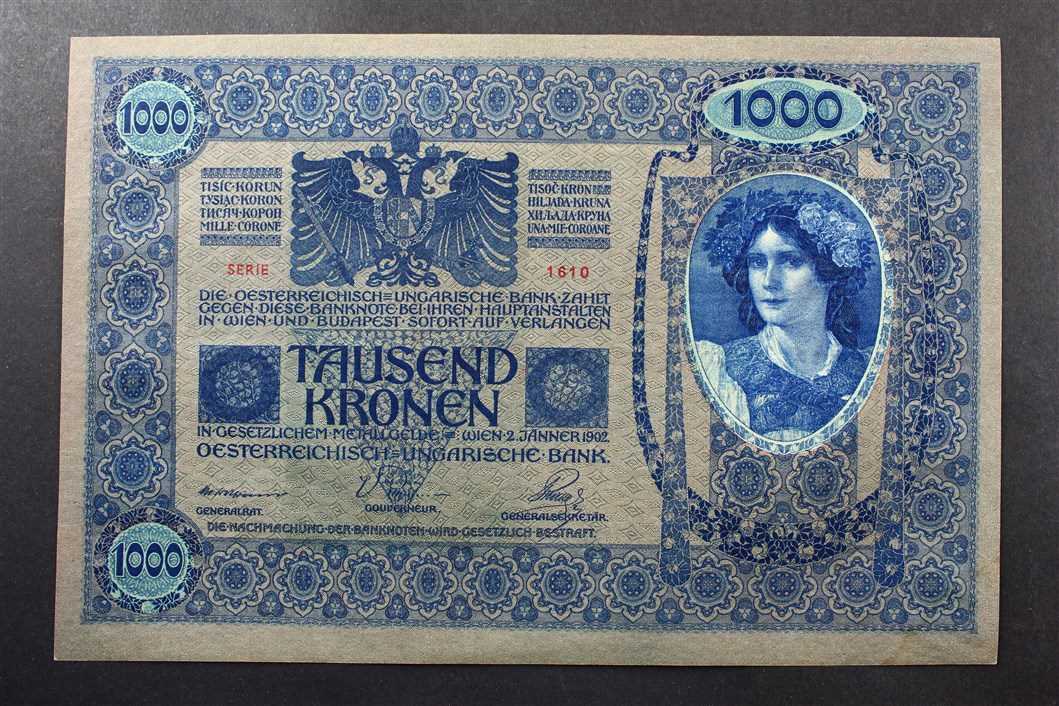 1000
1000
TISÍC·KORUN
TYSIĄC·KORON
ТИСЯЧ·КОРОН
MILLE·CORONE
TISOČ·KRON
HILJADA·KRUNA
ХИЉАДА·КРУНА
UNA·MIE·COROANE
SERIE 1610
DIE·OESTERREICHISCH=UNGARISCHE·BANK·ZAHLT
GEGEN·DIESE·BANKNOTE·BEI·IHREN·HAUPTANSTALTEN
IN·WIEN·UND·BUDAPEST·SOFORT·AUF·VERLANGEN
TAUSEND
KRONEN
IN·GESETZLICHEM·METALLGELDE=WIEN·2·JÄNNER·1902
OESTERREICHISCH=UNGARISCHE·BANK.
GENERALRAT.
GOUVERNEUR.
GENERALSEKRETÄR.
DIE·NACHMACHUNG·DER·BANKNOTEN·WIRD·GESETZLICH·BESTRAFT.
1000